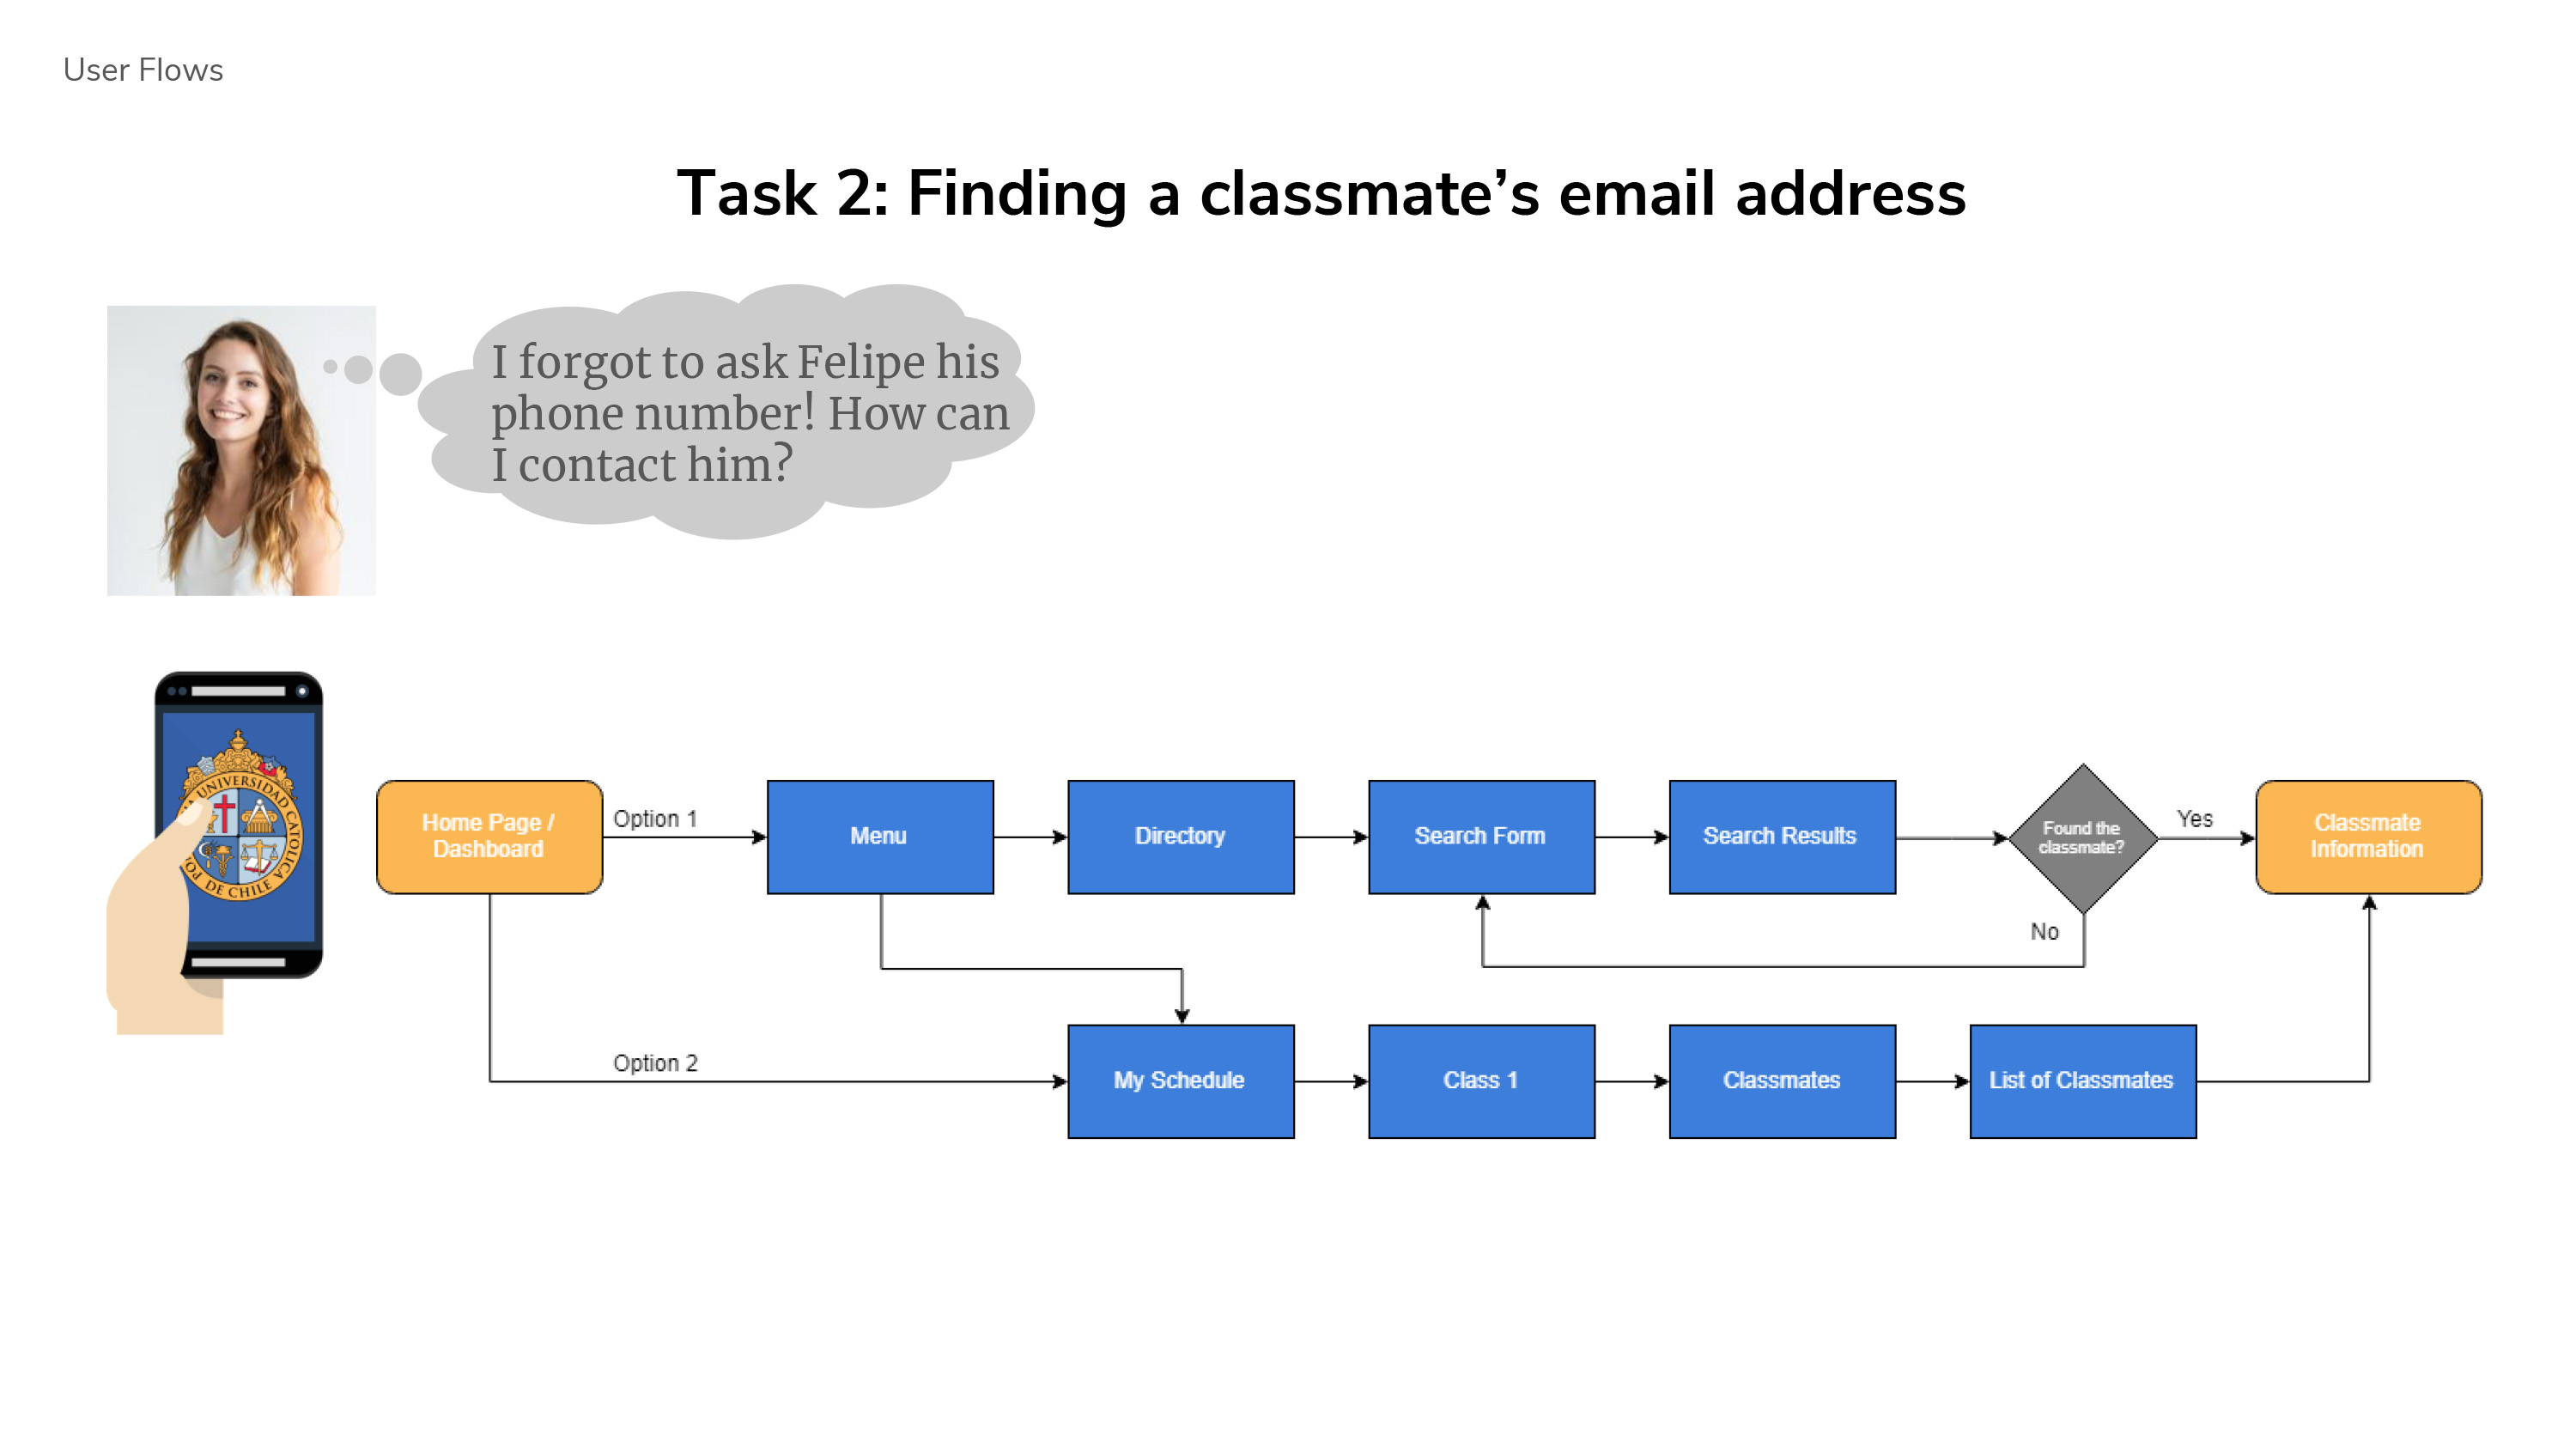 User Flows
Task 2: Finding a classmate’s email address
I forgot to ask Felipe his
phone number! How can
I contact him?
UNIVERSIDAD CATOLICA
DE CHILE
Home Page /
Dashboard
Option 1
Menu
Directory
Search Form
Search Results
Found the
classmate?
Yes
Classmate
Information
No
Option 2
My Schedule
Class 1
Classmates
List of Classmates